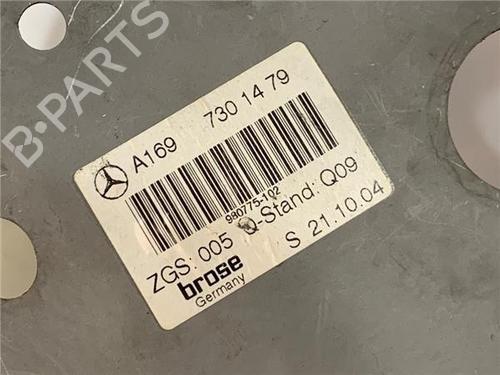 B-PARTS
A169 730 14 79
980775-102
ZGS: 005 Q-Stand: Q09
brose S 21.10.04
Germany